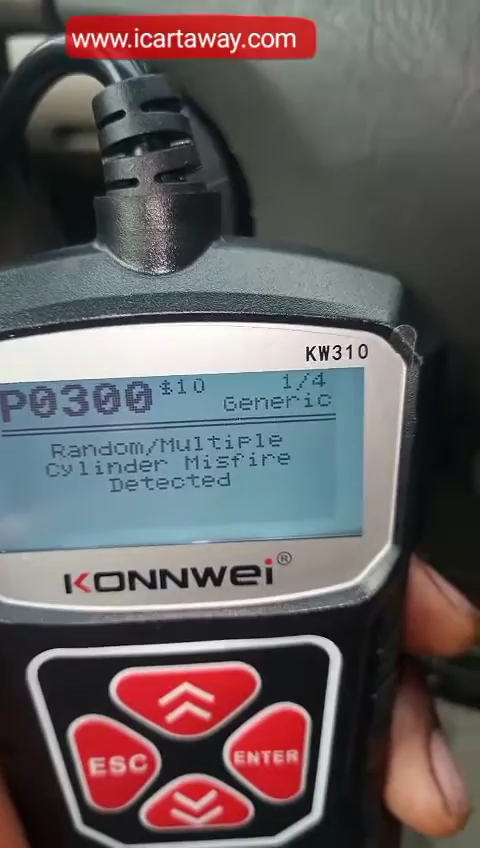 www.icartaway.com
KW310
P0300 $10 1/4
Generic
Random/Multiple
Cylinder Misfire
Detected
KONNWEI®
ESC
ENTER